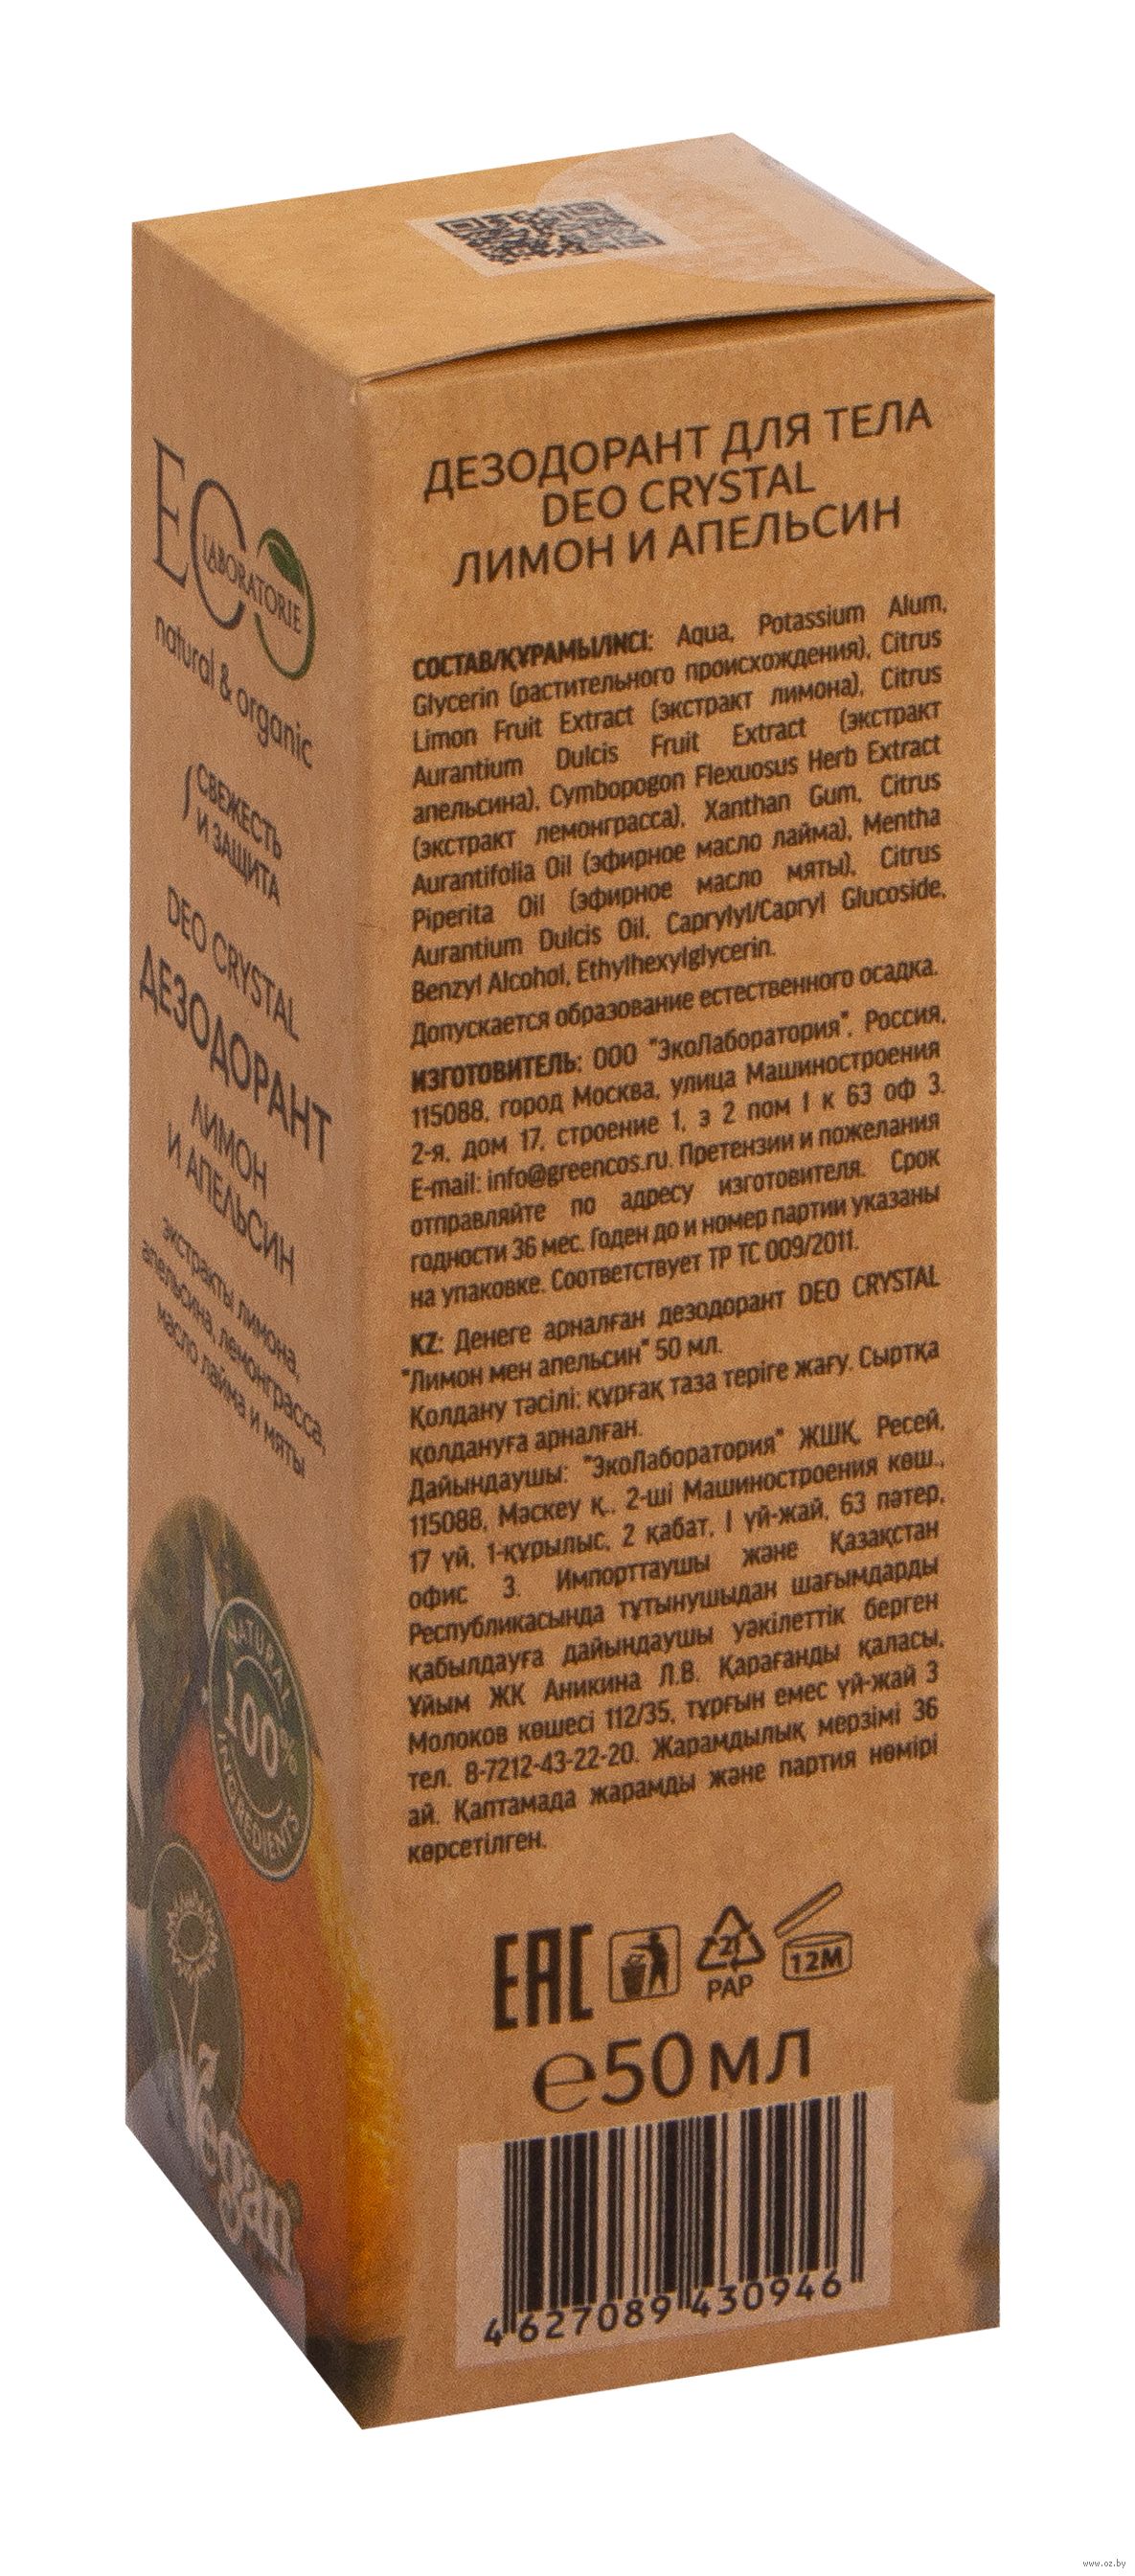 ECO
LABORATORIE
natural & organic
СВЕЖЕСТЬ
И ЗАЩИТА
DEO CRYSTAL
ДЕЗОДОРАНТ
ЛИМОН
И АПЕЛЬСИН
экстракты лимона,
апельсина, лемонграсса,
масло лайма и мяты
NATURAL
100%
INGREDIENTS
Vegan
ДЕЗОДОРАНТ ДЛЯ ТЕЛА
DEO CRYSTAL
ЛИМОН И АПЕЛЬСИН
СОСТАВ/ҚҰРАМЫ/INCI: Aqua, Potassium Alum,
Glycerin (растительного происхождения), Citrus
Limon Fruit Extract (экстракт лимона), Citrus
Aurantium Dulcis Fruit Extract (экстракт
апельсина), Cymbopogon Flexuosus Herb Extract
(экстракт лемонграсса), Xanthan Gum, Citrus
Aurantifolia Oil (эфирное масло лайма), Mentha
Piperita Oil (эфирное масло мяты), Citrus
Aurantium Dulcis Oil, Caprylyl/Capryl Glucoside,
Benzyl Alcohol, Ethylhexylglycerin.
Допускается образование естественного осадка.
ИЗГОТОВИТЕЛЬ: ООО "ЭкоЛаборатория", Россия,
115088, город Москва, улица Машиностроения
2-я, дом 17, строение 1, э 2 пом I к 63 оф 3.
E-mail: info@greencos.ru. Претензии и пожелания
отправляйте по адресу изготовителя. Срок
годности 36 мес. Годен до и номер партии указаны
на упаковке. Соответствует ТР ТС 009/2011.
KZ: Денеге арналған дезодорант DEO CRYSTAL
"Лимон мен апельсин" 50 мл.
Қолдану тәсілі: құрғақ таза теріге жағу. Сыртқа
қолдануға арналған.
Дайындаушы: "ЭкоЛаборатория" ЖШҚ, Ресей,
115088, Мәскеу қ., 2-ші Машиностроения көш.,
17 үй, 1-құрылыс, 2 қабат, I үй-жай, 63 пәтер,
офис 3. Импорттаушы және Қазақстан
Республикасында тұтынушыдан шағымдарды
қабылдауға дайындаушы уәкілеттік берген
Ұйым ЖК Аникина Л.В. Қарағанды қаласы,
Молоков көшесі 112/35, тұрғын емес үй-жай 3
тел. 8-7212-43-22-20. Жарамдылық мерзімі 36
ай. Қаптамада жарамды және партия нөмірі
көрсетілген.
EAC
21
PAP
12M
℮50 МЛ
4 627089 430946
www.oz.by